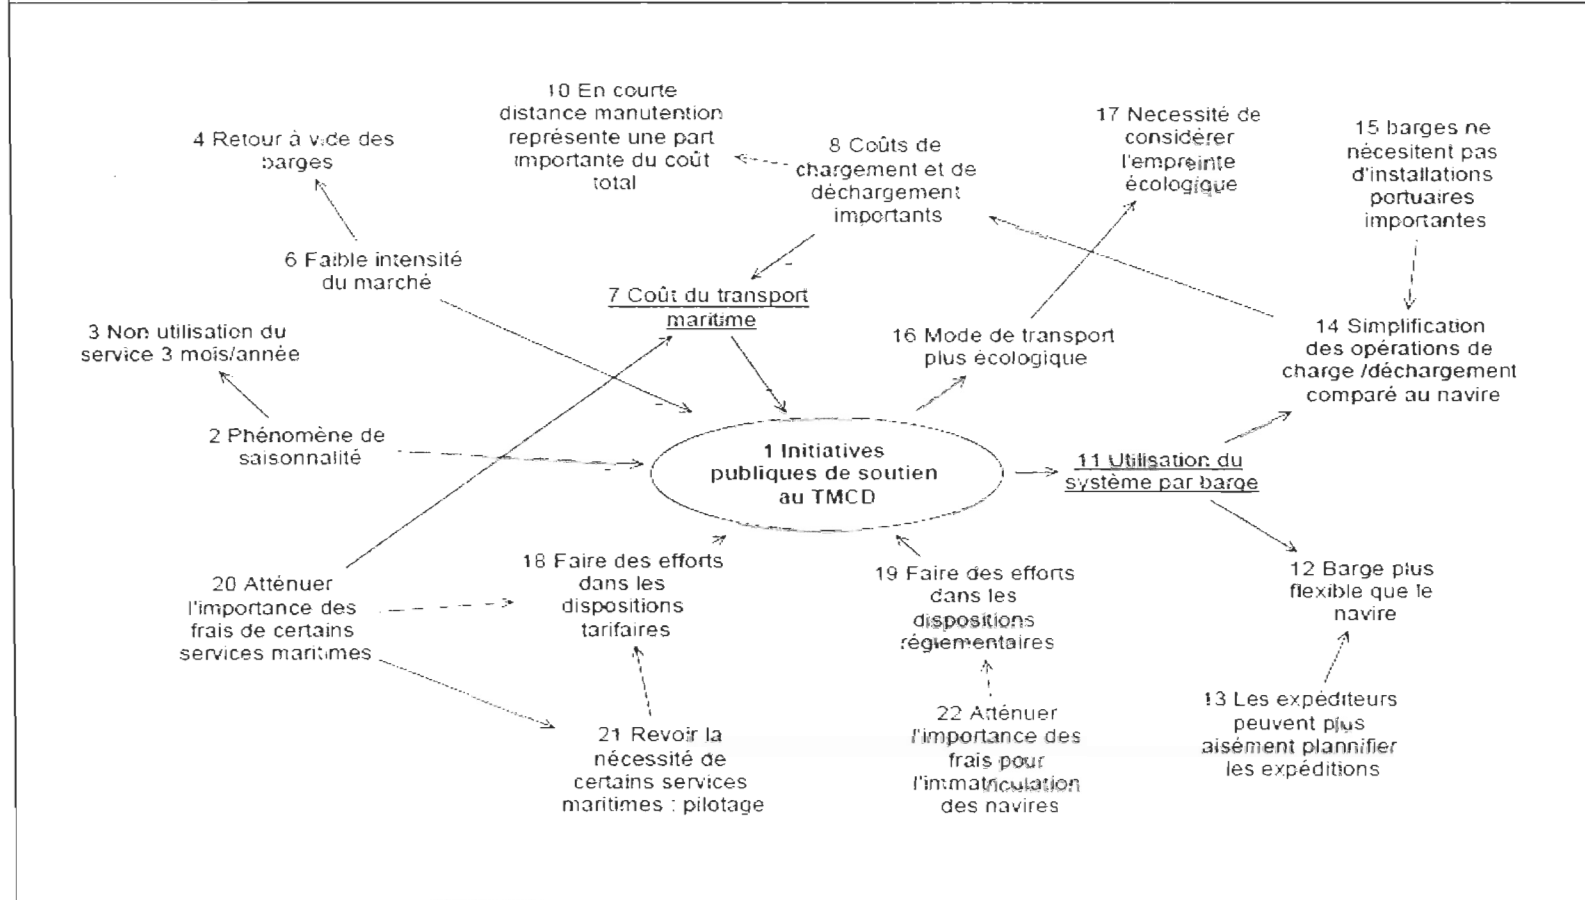 10 En courte
distance manutention
représente une part
importante du coût
total
17 Necessité de
considérer
l'empreinte
écologique
15 barges ne
nécesitent pas
d'installations
portuaires
importantes
4 Retour à vide des
barges
8 Coûts de
chargement et de
déchargement
importants
6 Faible intensité
du marché
7 Coût du transport
maritime
3 Non utilisation du
service 3 mois/année
16 Mode de transport
plus écologique
14 Simplification
des opérations de
charge /déchargement
comparé au navire
2 Phénomène de
saisonnalité
1 Initiatives
publiques de soutien
au TMCD
11 Utilisation du
système par barge
20 Atténuer
l'importance des
frais de certains
services maritimes
18 Faire des efforts
dans les
dispositions
tarifaires
19 Faire des efforts
dans les
dispositions
réglementaires
12 Barge plus
flexible que le
navire
21 Revoir la
nécessité de
certains services
maritimes : pilotage
22 Atténuer
l'importance des
frais pour
l'immatriculation
des navires
13 Les expéditeurs
peuvent plus
aisément plannifier
les expéditions